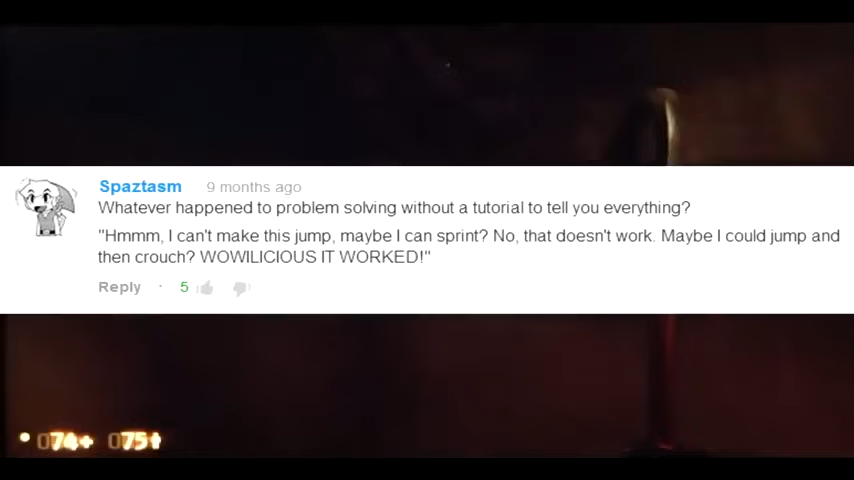 Spaztasm 9 months ago
Whatever happened to problem solving without a tutorial to tell you everything?
"Hmmm, I can't make this jump, maybe I can sprint? No, that doesn't work. Maybe I could jump and
then crouch? WOWILICIOUS IT WORKED!"
Reply · 5
074+ 075†